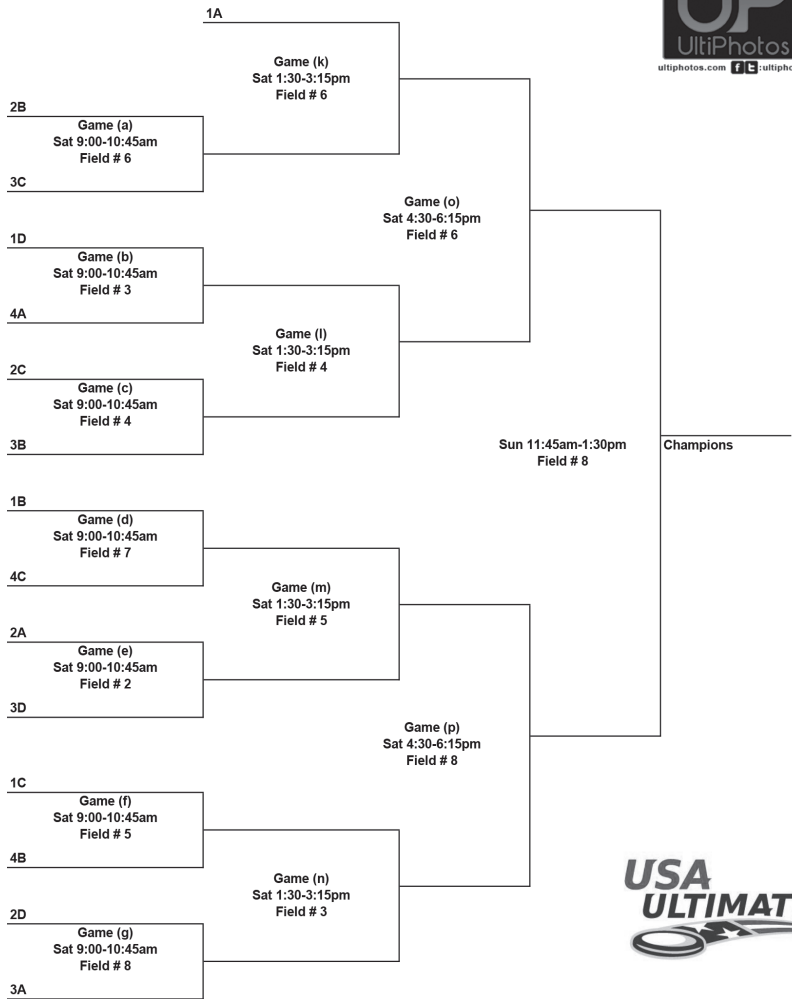 1A
Game (k)
Sat 1:30-3:15pm
Field # 6
UltiPhotos
ultiphotos.com
2B
Game (a)
Sat 9:00-10:45am
Field # 6
3C
Game (o)
Sat 4:30-6:15pm
Field # 6
1D
Game (b)
Sat 9:00-10:45am
Field # 3
4A
Game (l)
Sat 1:30-3:15pm
Field # 4
2C
Game (c)
Sat 9:00-10:45am
Field # 4
3B
Sun 11:45am-1:30pm
Field # 8
Champions
1B
Game (d)
Sat 9:00-10:45am
Field # 7
4C
Game (m)
Sat 1:30-3:15pm
Field # 5
2A
Game (e)
Sat 9:00-10:45am
Field # 2
3D
Game (p)
Sat 4:30-6:15pm
Field # 8
1C
Game (f)
Sat 9:00-10:45am
Field # 5
4B
Game (n)
Sat 1:30-3:15pm
Field # 3
2D
Game (g)
Sat 9:00-10:45am
Field # 8
3A
USA
ULTIMAT